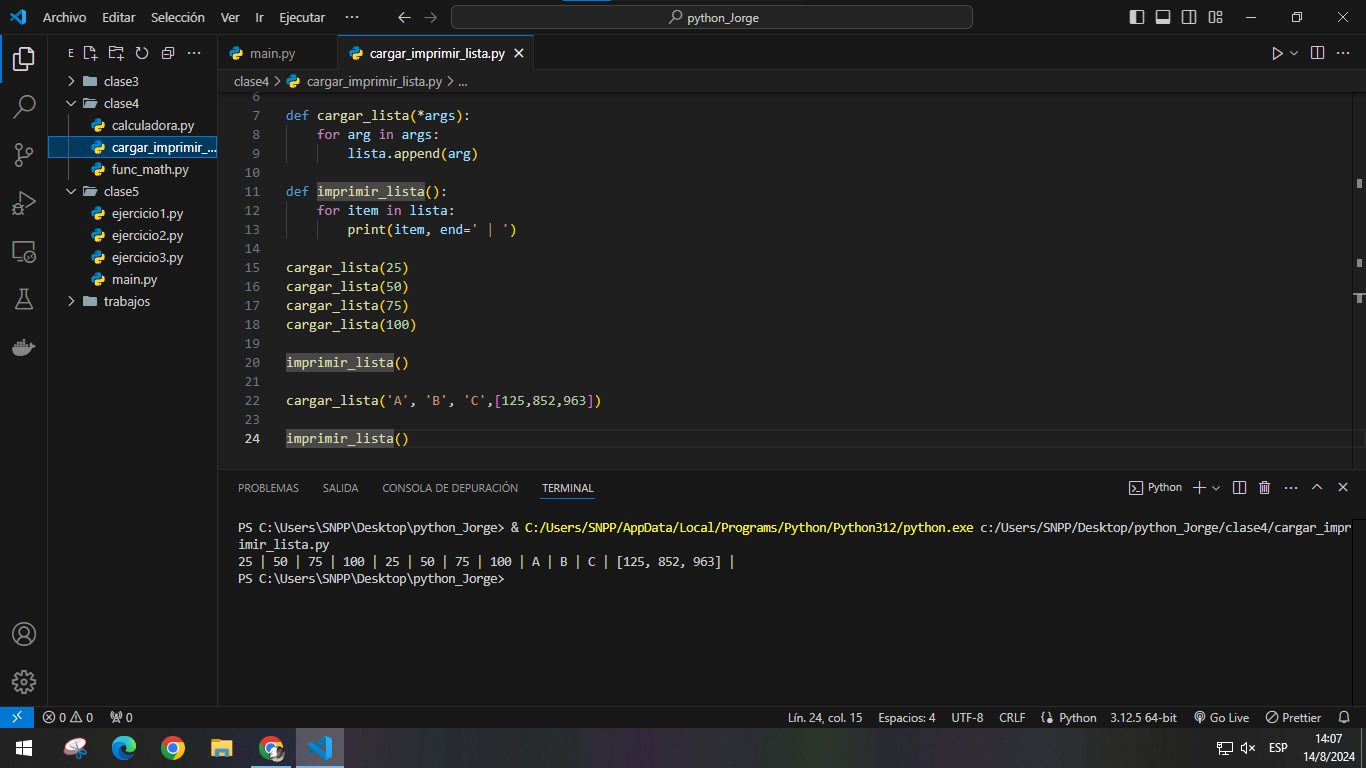 Archivo Editar Selección Ver Ir Ejecutar ··· python_Jorge
E
clase3
clase4
calculadora.py
cargar_imprimir_...
func_math.py
clase5
ejercicio1.py
ejercicio2.py
ejercicio3.py
main.py
trabajos
main.py cargar_imprimir_lista.py
clase4 > cargar_imprimir_lista.py > ...
6
7 def cargar_lista(*args):
8 for arg in args:
9 lista.append(arg)
10
11 def imprimir_lista():
12 for item in lista:
13 print(item, end=' | ')
14
15 cargar_lista(25)
16 cargar_lista(50)
17 cargar_lista(75)
18 cargar_lista(100)
19
20 imprimir_lista()
21
22 cargar_lista('A', 'B', 'C',[125,852,963])
23
24 imprimir_lista()
PROBLEMAS SALIDA CONSOLA DE DEPURACIÓN TERMINAL Python
PS C:\Users\SNPP\Desktop\python_Jorge> & C:/Users/SNPP/AppData/Local/Programs/Python/Python312/python.exe c:/Users/SNPP/Desktop/python_Jorge/clase4/cargar_impr
imir_lista.py
25 | 50 | 75 | 100 | 25 | 50 | 75 | 100 | A | B | C | [125, 852, 963] |
PS C:\Users\SNPP\Desktop\python_Jorge>
0 0 0 Lín. 24, col. 15 Espacios: 4 UTF-8 CRLF Python 3.12.5 64-bit Go Live Prettier
ESP 14:07
14/8/2024